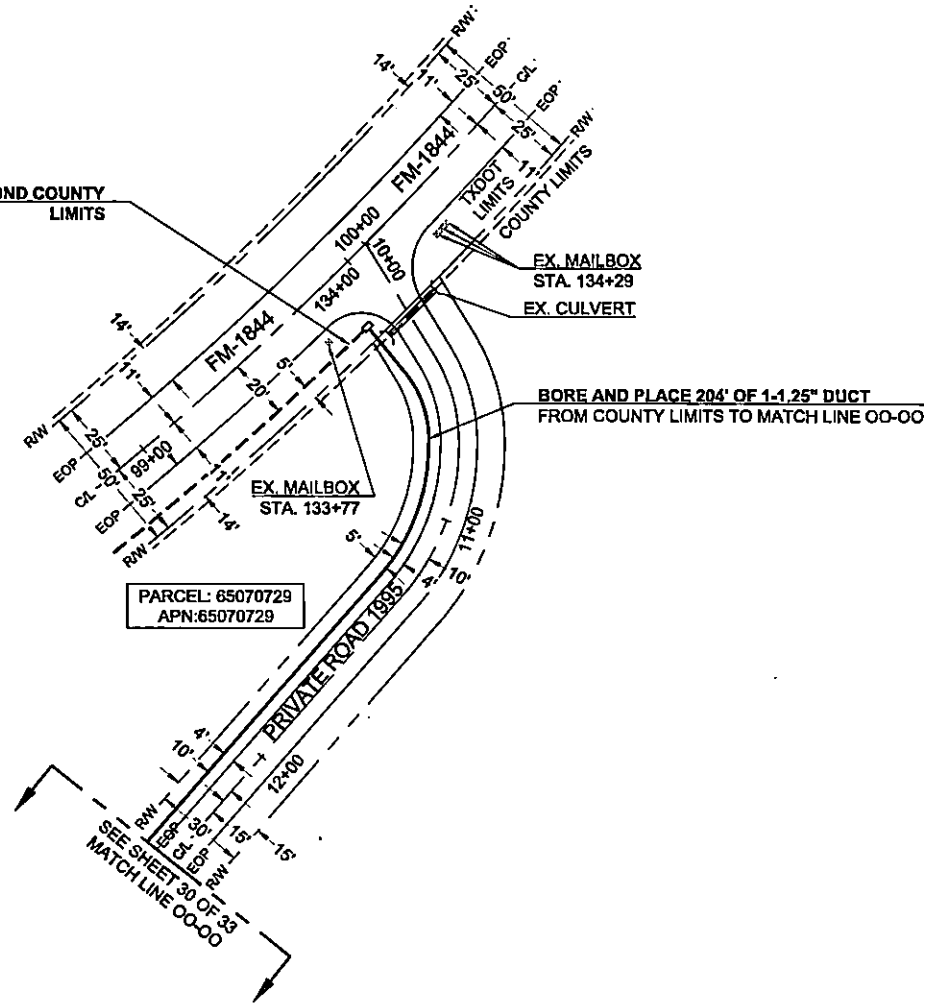 R/W
EOP
C/L
EOP
R/W
14'
11'
25'
50'
25'
11'
FM-1844
TXDOT
LIMITS
COUNTY LIMITS
OND COUNTY
LIMITS
100+00
10+00
134+00
EX. MAILBOX
STA. 134+29
EX. CULVERT
14'
11'
FM-1844
5'
20'
BORE AND PLACE 204' OF 1-1.25" DUCT
FROM COUNTY LIMITS TO MATCH LINE OO-OO
R/W
EOP
C/L
EOP
R/W
25'
50'
25'
99+00
14'
EX. MAILBOX
STA. 133+77
5'
11+00
4'
10'
PARCEL: 65070729
APN:65070729
PRIVATE ROAD 1995
4'
10'
12+00
R/W
EOP
C/L
EOP
R/W
30'
15'
15'
SEE SHEET 30 OF 33
MATCH LINE OO-OO